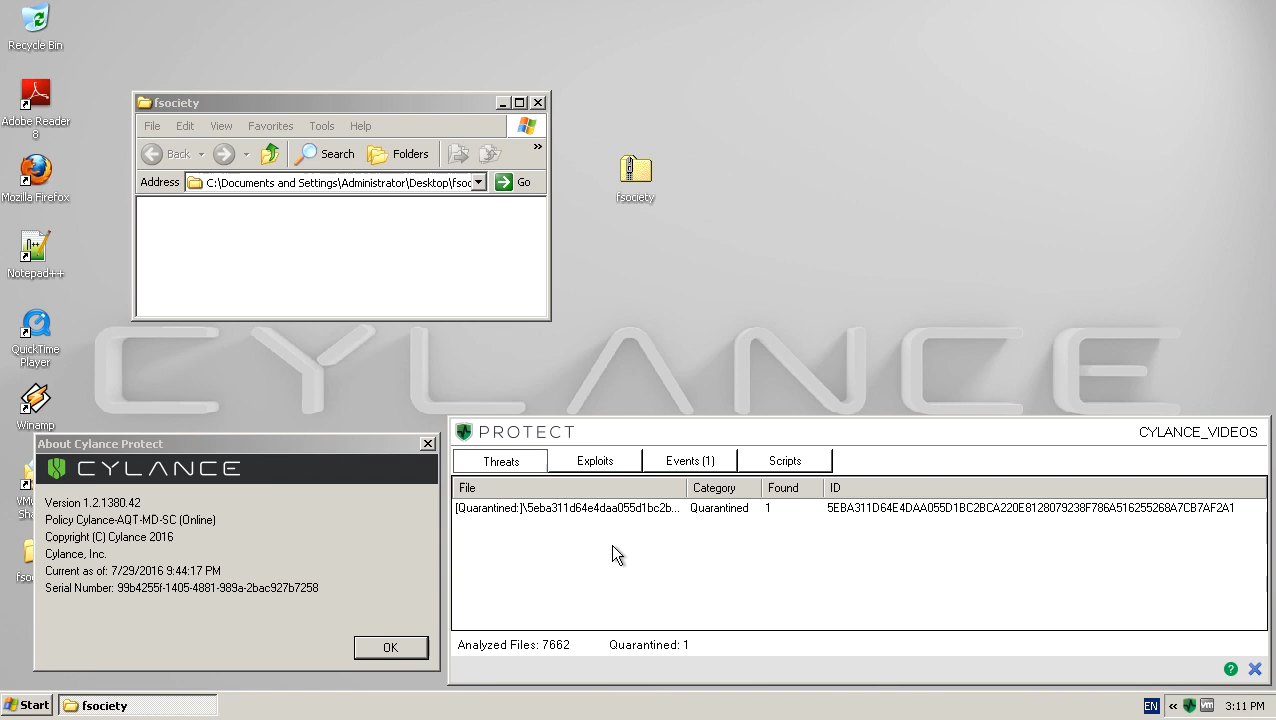 Recycle Bin
Adobe Reader
8
Mozilla Firefox
Notepad++
QuickTime
Player
Winamp
fsociety
File Edit View Favorites Tools Help
Back Search Folders »
Address C:\Documents and Settings\Administrator\Desktop\fsoc Go
fsociety
CYLANCE
About Cylance Protect
CYLANCE
Version 1.2.1380.42
Policy Cylance-AQT-MD-SC (Online)
Copyright (C) Cylance 2016
Cylance, Inc.
Current as of: 7/29/2016 9:44:17 PM
Serial Number: 99b4255f-1405-4881-989a-2bac927b7258
OK
PROTECT CYLANCE_VIDEOS
Threats Exploits Events (1) Scripts
File Category Found ID
[Quarantined:]\5eba311d64e4daa055d1bc2b... Quarantined 1 5EBA311D64E4DAA055D1BC2BCA220E8128079238F786A516255268A7CB7AF2A1
Analyzed Files: 7662 Quarantined: 1
Start fsociety EN « vm 3:11 PM